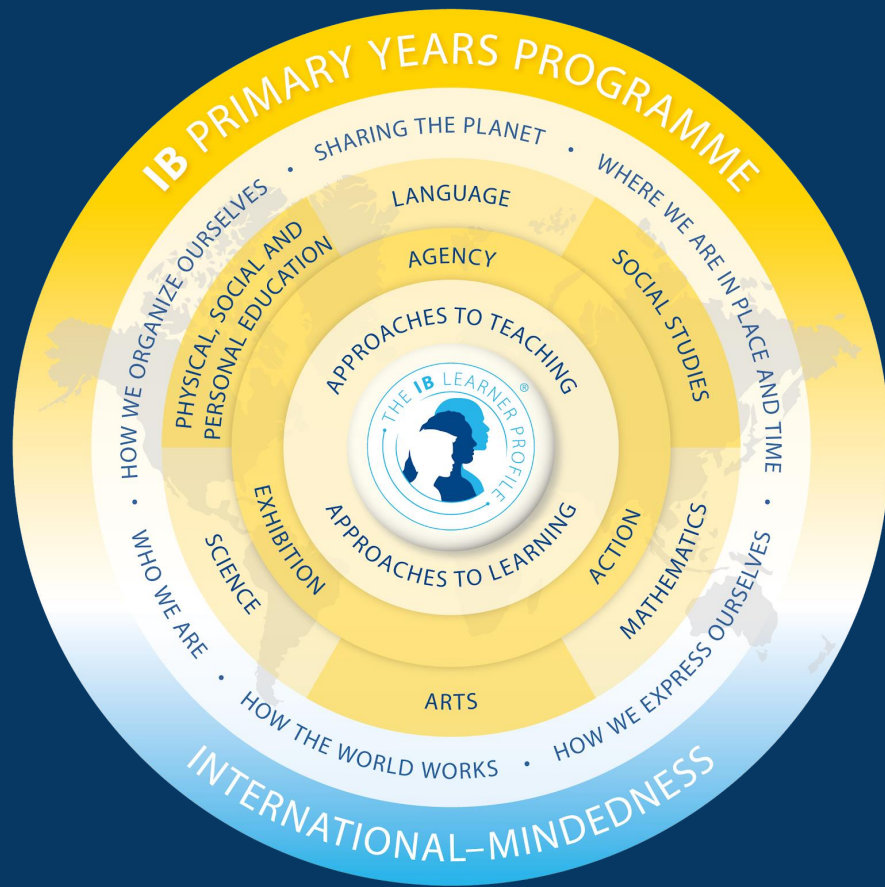 IB PRIMARY YEARS PROGRAMME
SHARING THE PLANET
•
WHERE WE ARE IN PLACE AND TIME
•
HOW WE EXPRESS OURSELVES
•
HOW THE WORLD WORKS
•
WHO WE ARE
•
HOW WE ORGANIZE OURSELVES
•
LANGUAGE
SOCIAL STUDIES
MATHEMATICS
ARTS
SCIENCE
PHYSICAL, SOCIAL AND
PERSONAL EDUCATION
AGENCY
ACTION
EXHIBITION
APPROACHES TO TEACHING
APPROACHES TO LEARNING
• THE IB LEARNER PROFILE •
®
INTERNATIONAL–MINDEDNESS